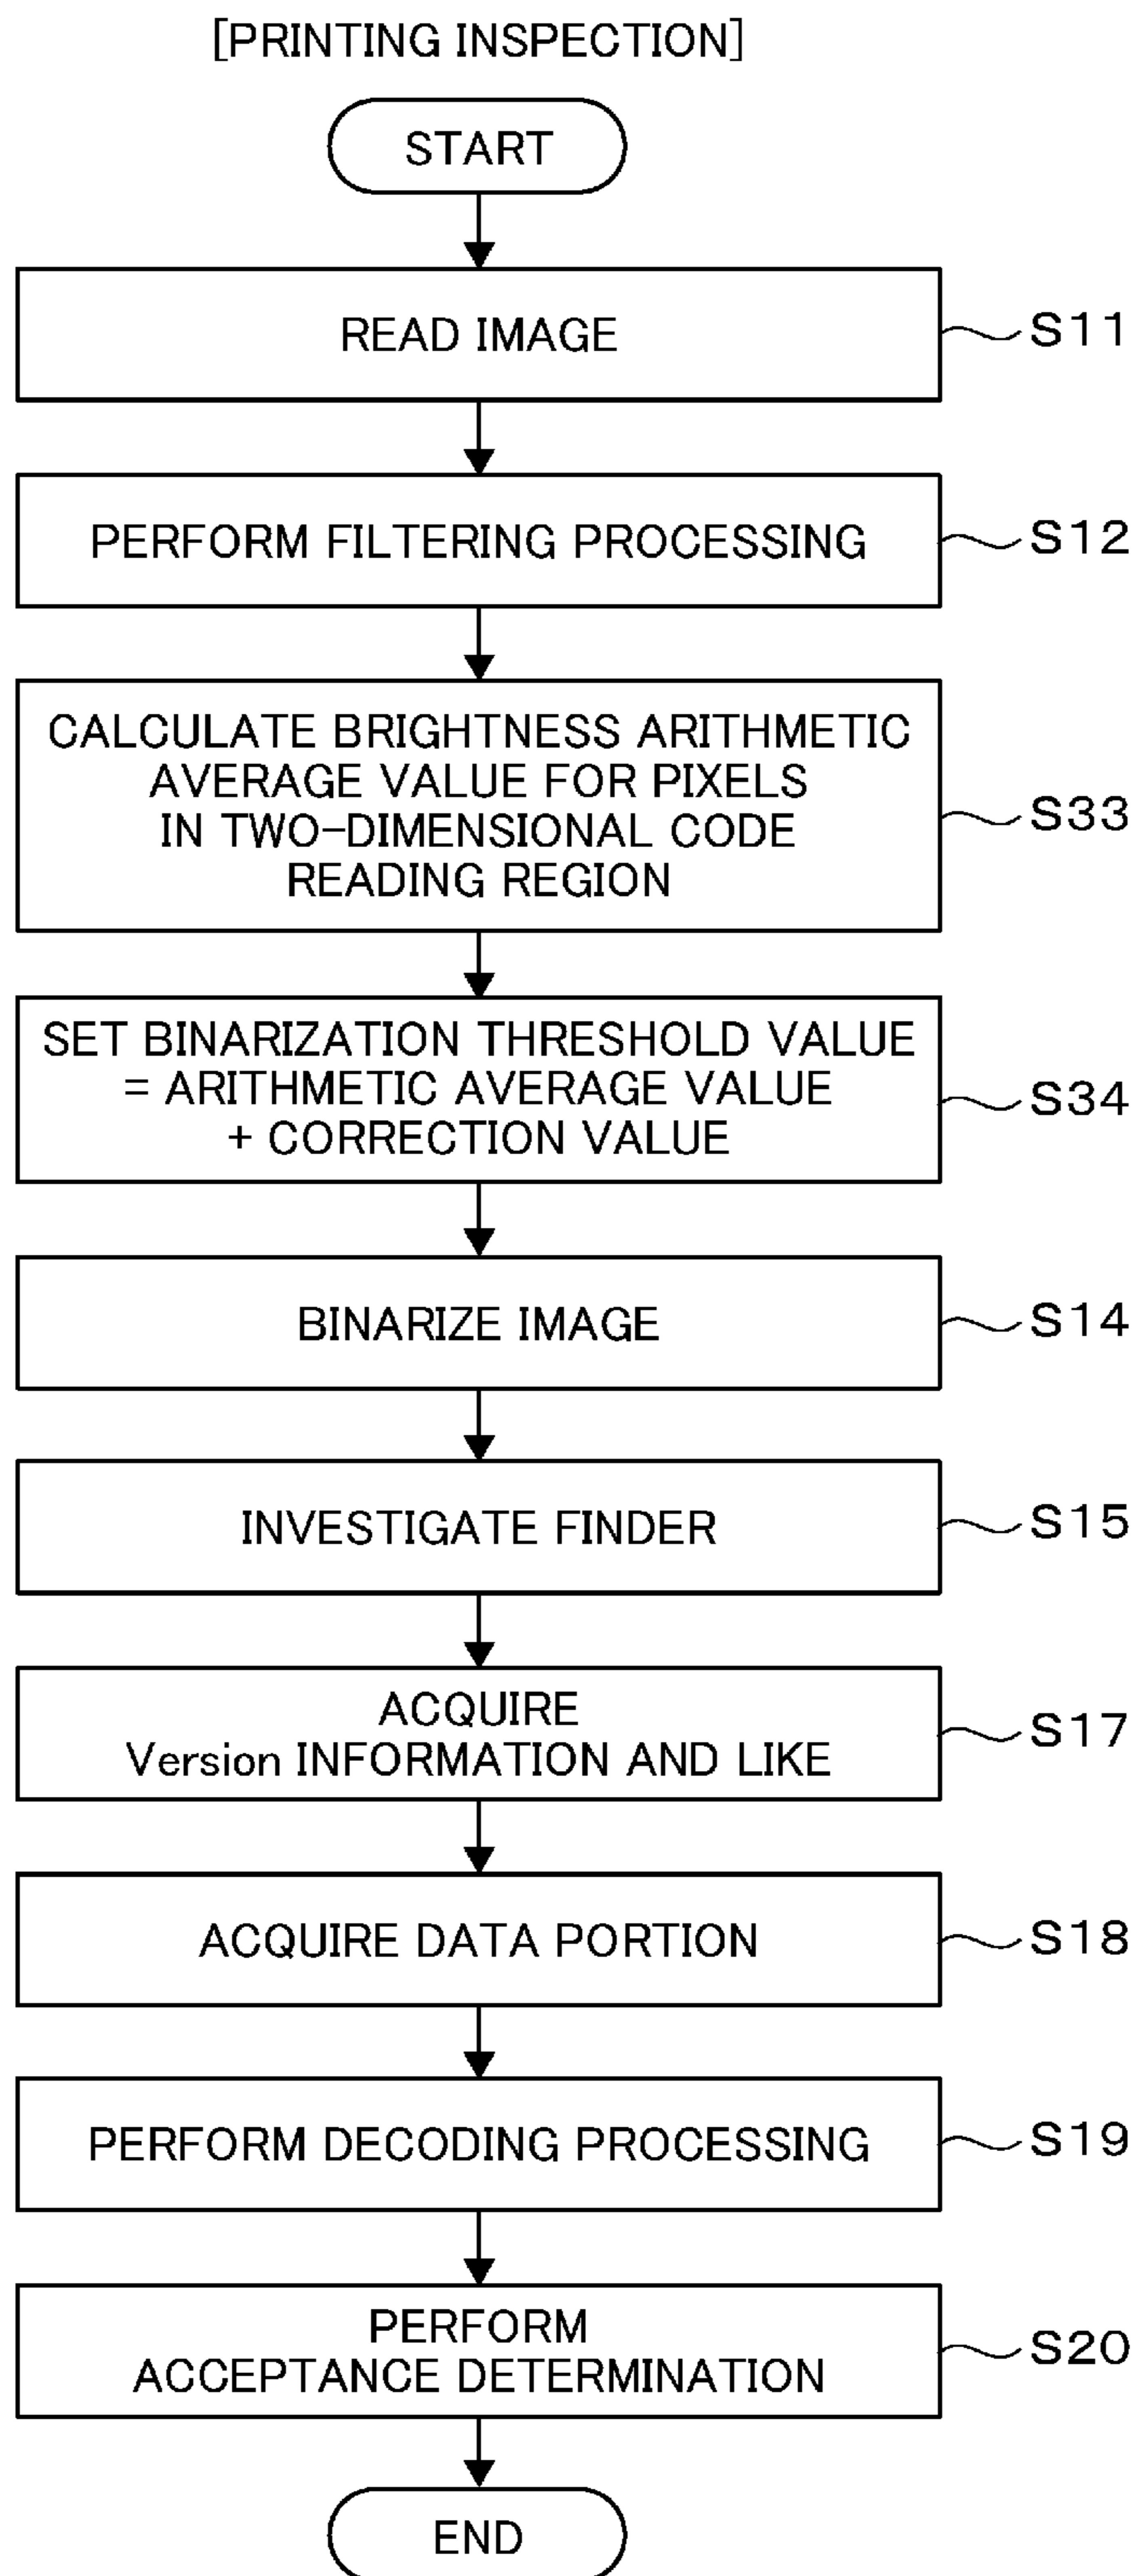 [PRINTING INSPECTION]
START
READ IMAGE
S11
PERFORM FILTERING PROCESSING
S12
CALCULATE BRIGHTNESS ARITHMETIC
AVERAGE VALUE FOR PIXELS
IN TWO-DIMENSIONAL CODE
READING REGION
S33
SET BINARIZATION THRESHOLD VALUE
= ARITHMETIC AVERAGE VALUE
+ CORRECTION VALUE
S34
BINARIZE IMAGE
S14
INVESTIGATE FINDER
S15
ACQUIRE
Version INFORMATION AND LIKE
S17
ACQUIRE DATA PORTION
S18
PERFORM DECODING PROCESSING
S19
PERFORM
ACCEPTANCE DETERMINATION
S20
END